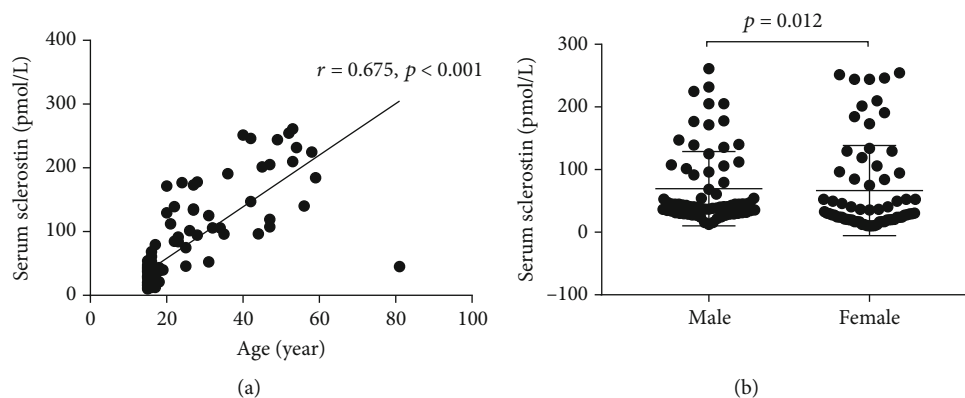 400
300
200
100
0
Serum sclerostin (pmol/L)
r = 0.675, p < 0.001
0 20 40 60 80 100
Age (year)
(a)
p = 0.012
300
200
100
0
−100
Serum sclerostin (pmol/L)
Male Female
(b)